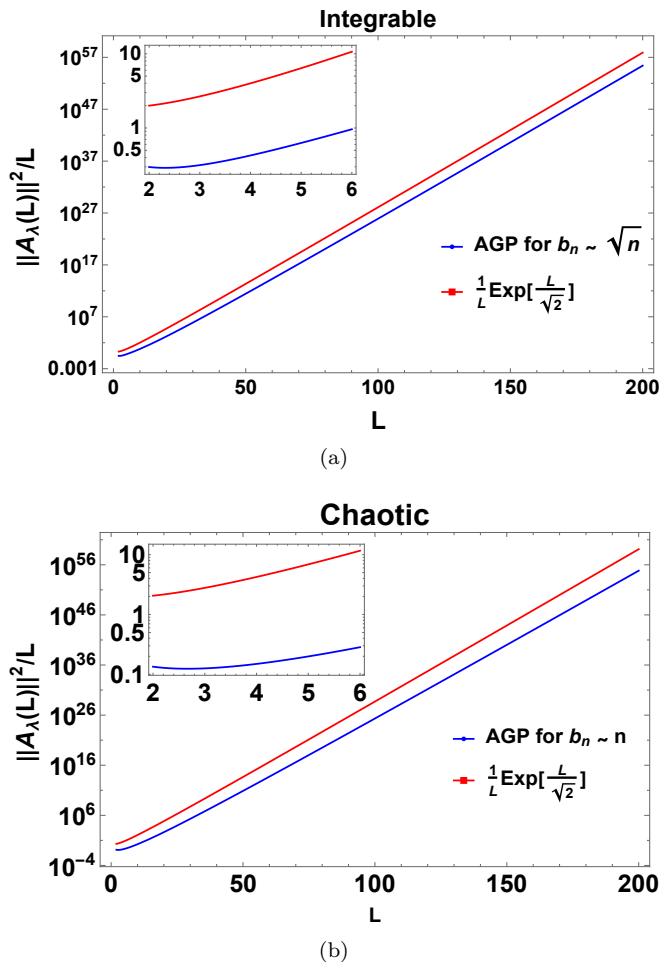 Integrable
||A_λ(L)||²/L
10^57
10^47
10^37
10^27
10^17
10^7
0.001
10
5
1
0.5
2 3 4 5 6
AGP for b_n ~ √n
1/L Exp[L/√2]
0 50 100 150 200
L
(a)
Chaotic
||A_λ(L)||²/L
10^56
10^46
10^36
10^26
10^16
10^6
10^-4
10
5
1
0.5
0.1
2 3 4 5 6
AGP for b_n ~ n
1/L Exp[L/√2]
0 50 100 150 200
L
(b)